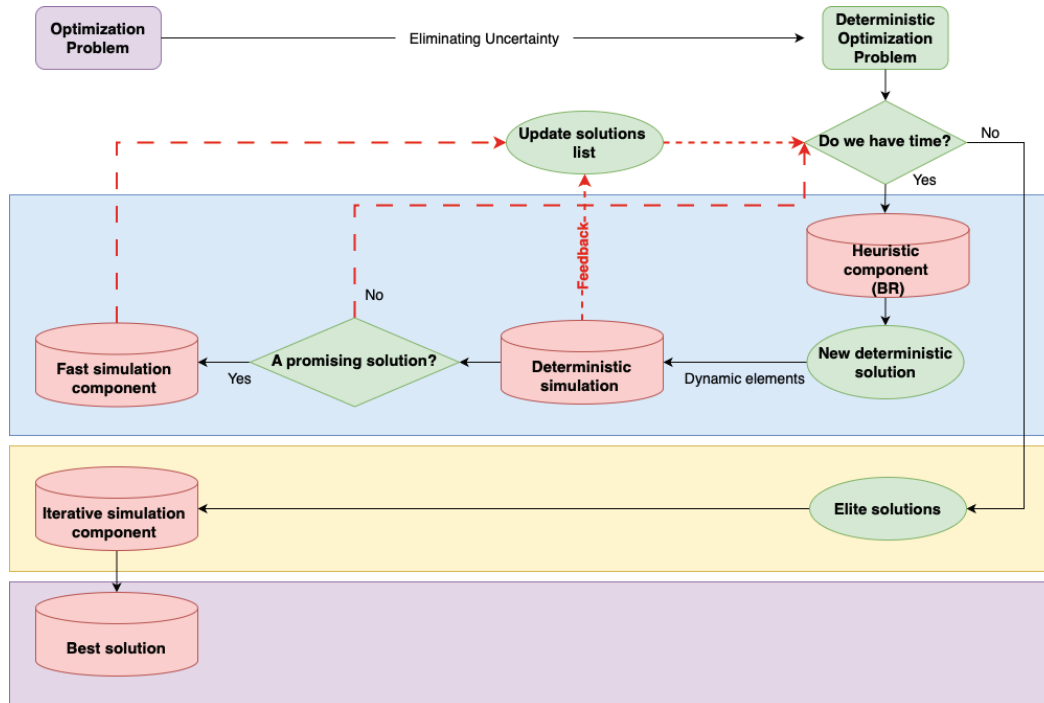 Optimization
Problem
Eliminating Uncertainty
Deterministic
Optimization
Problem
Update solutions
list
Do we have time?
No
Yes
Heuristic
component
(BR)
Feedback
No
Fast simulation
component
Yes
A promising solution?
Deterministic
simulation
Dynamic elements
New deterministic
solution
Iterative simulation
component
Elite solutions
Best solution